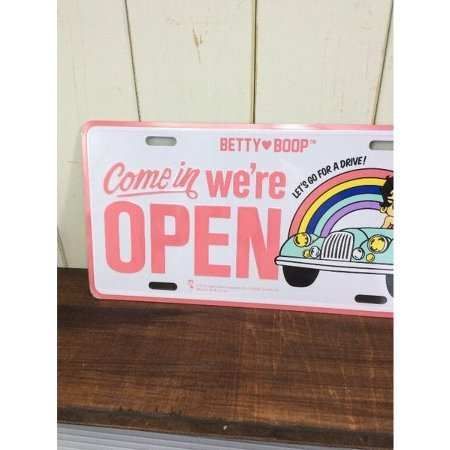 BETTY♥BOOP™
Come in we're
OPEN
LET'S GO FOR A DRIVE!